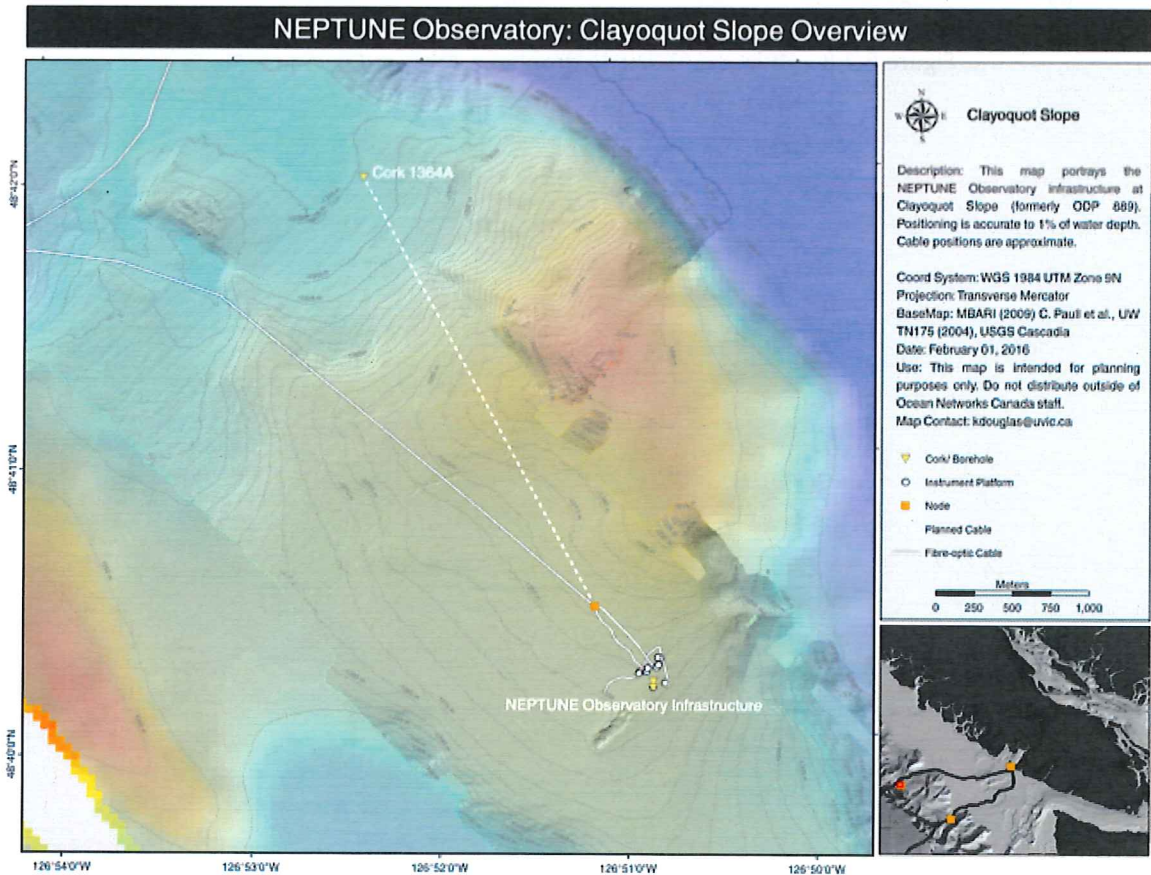 NEPTUNE Observatory: Clayoquot Slope Overview
Cork 1364A
NEPTUNE Observatory Infrastructure
48°42'0"N
48°41'0"N
48°40'0"N
126°54'0"W
126°53'0"W
126°52'0"W
126°51'0"W
126°50'0"W
N
W
E
S
Clayoquot Slope
Description: This map portrays the
NEPTUNE Observatory infrastructure at
Clayoquot Slope (formerly ODP 889).
Positioning is accurate to 1% of water depth.
Cable positions are approximate.
Coord System: WGS 1984 UTM Zone 9N
Projection: Transverse Mercator
BaseMap: MBARI (2009) C. Paull et al., UW
TN175 (2004), USGS Cascadia
Date: February 01, 2016
Use: This map is intended for planning
purposes only. Do not distribute outside of
Ocean Networks Canada staff.
Map Contact: kdouglas@uvic.ca
Cork/ Borehole
Instrument Platform
Node
Planned Cable
Fibre-optic Cable
Meters
0 250 500 750 1,000